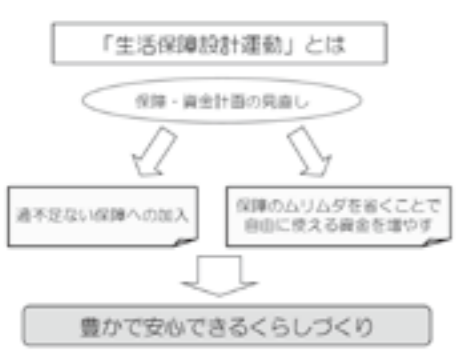 「生活保障設計運動」とは
保障・資金計画の見直し
過不足ない保障への加入
保障のムリムダを省くことで
自由に使える資金を増やす
豊かで安心できるくらしづくり